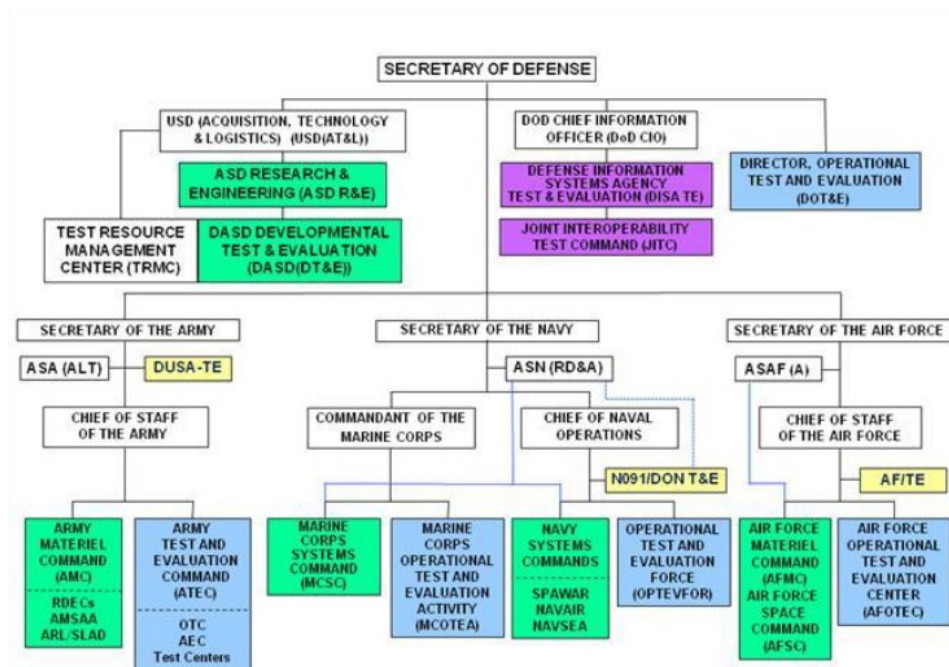 SECRETARY OF DEFENSE
USD (ACQUISITION, TECHNOLOGY
& LOGISTICS) (USD(AT&L))
DOD CHIEF INFORMATION
OFFICER (DoD CIO)
DIRECTOR, OPERATIONAL
TEST AND EVALUATION
(DOT&E)
ASD RESEARCH &
ENGINEERING (ASD R&E)
DEFENSE INFORMATION
SYSTEMS AGENCY
TEST & EVALUATION (DISA TE)
TEST RESOURCE
MANAGEMENT
CENTER (TRMC)
DASD DEVELOPMENTAL
TEST & EVALUATION
(DASD(DT&E))
JOINT INTEROPERABILITY
TEST COMMAND (JITC)
SECRETARY OF THE ARMY
SECRETARY OF THE NAVY
SECRETARY OF THE AIR FORCE
ASA (ALT)
DUSA-TE
ASN (RD&A)
ASAF (A)
CHIEF OF STAFF
OF THE ARMY
COMMANDANT OF THE
MARINE CORPS
CHIEF OF NAVAL
OPERATIONS
CHIEF OF STAFF
OF THE AIR FORCE
N091/DON T&E
AF/TE
ARMY
MATERIEL
COMMAND
(AMC)
RDECs
AMSAA
ARL/SLAD
ARMY
TEST AND
EVALUATION
COMMAND
(ATEC)
OTC
AEC
Test Centers
MARINE
CORPS
SYSTEMS
COMMAND
(MCSC)
MARINE
CORPS
OPERATIONAL
TEST AND
EVALUATION
ACTIVITY
(MCOTEA)
NAVY
SYSTEMS
COMMANDS
SPAWAR
NAVAIR
NAVSEA
OPERATIONAL
TEST AND
EVALUATION
FORCE
(OPTEVFOR)
AIR FORCE
MATERIEL
COMMAND
(AFMC)
AIR FORCE
SPACE
COMMAND
(AFSC)
AIR FORCE
OPERATIONAL
TEST AND
EVALUATION
CENTER
(AFOTEC)